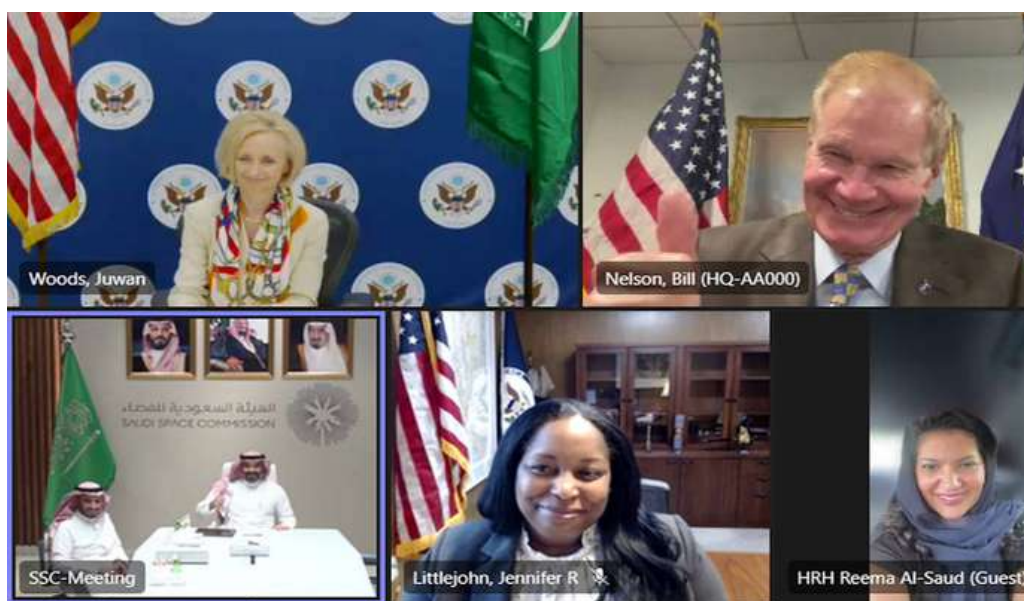 Woods, Juwan
Nelson, Bill (HQ-AA000)
الهيئة السعودية للفضاء
SAUDI SPACE COMMISSION
SSC-Meeting
Littlejohn, Jennifer R
HRH Reema Al-Saud (Guest